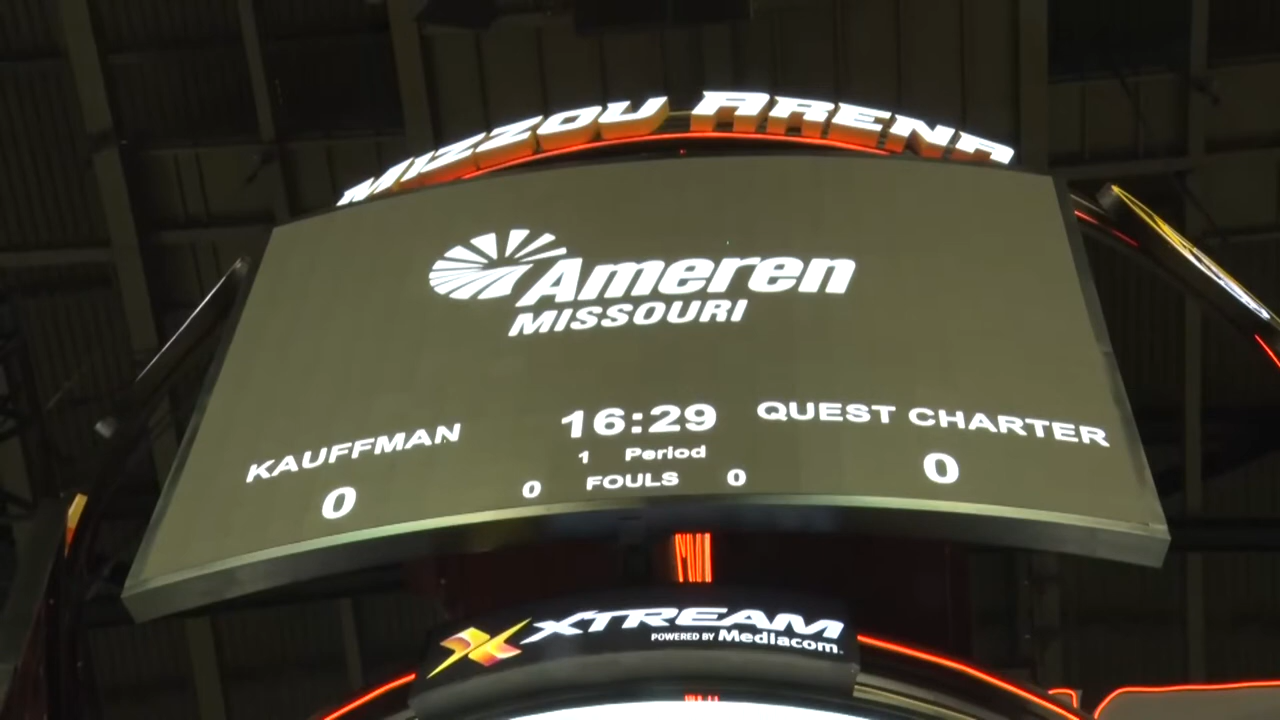 MIZZOU ARENA
Ameren
MISSOURI
KAUFFMAN 16:29 QUEST CHARTER
1 Period
0 0 FOULS 0 0
XTREAM
POWERED BY Mediacom